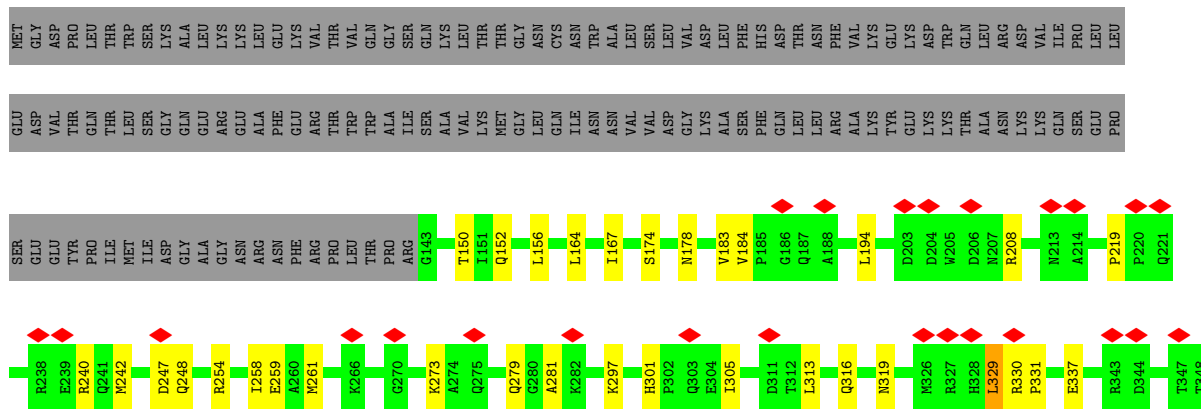 MET GLY ASP PRO LEU THR TRP SER LYS ALA LEU LYS LYS LEU GLU LYS VAL THR VAL GLN GLY SER GLN LYS LEU THR THR GLY ASN CYS ASN TRP ALA LEU SER LEU VAL ASP LEU PHE HIS ASP THR ASN PHE VAL LYS GLU LYS ASP TRP GLN LEU ARG ASP VAL ILE PRO LEU LEU
GLU ASP VAL THR GLN THR LEU SER GLY GLN GLU ARG GLU ALA PHE GLU ARG THR TRP TRP ALA ILE SER ALA VAL LYS MET GLY LEU GLN ILE ASN ASN VAL VAL ASP GLY LYS ALA SER PHE GLN LEU LEU ARG ALA LYS TYR GLU LYS LYS THR ALA ASN LYS LYS GLN SER GLU PRO
SER GLU GLU TYR PRO ILE MET ILE ASP GLY ALA GLY ASN ARG ASN PHE ARG PRO LEU THR PRO ARG G143 T150 I151 Q152 L156 L164 I167 S174 N178 V183 V184 P185 G186 Q187 A188 L194 D203 D204 W205 D206 N207 R208 N213 A214 P219 P220 Q221
R238 E239 R240 Q241 M242 D247 Q248 R254 I258 E259 A260 M261 K266 G270 K273 A274 Q275 Q279 G280 A281 K282 K297 H301 P302 Q303 E304 I305 D311 T312 L313 Q316 N319 M326 R327 H328 L329 R330 P331 E337 R343 D344 T347 T348